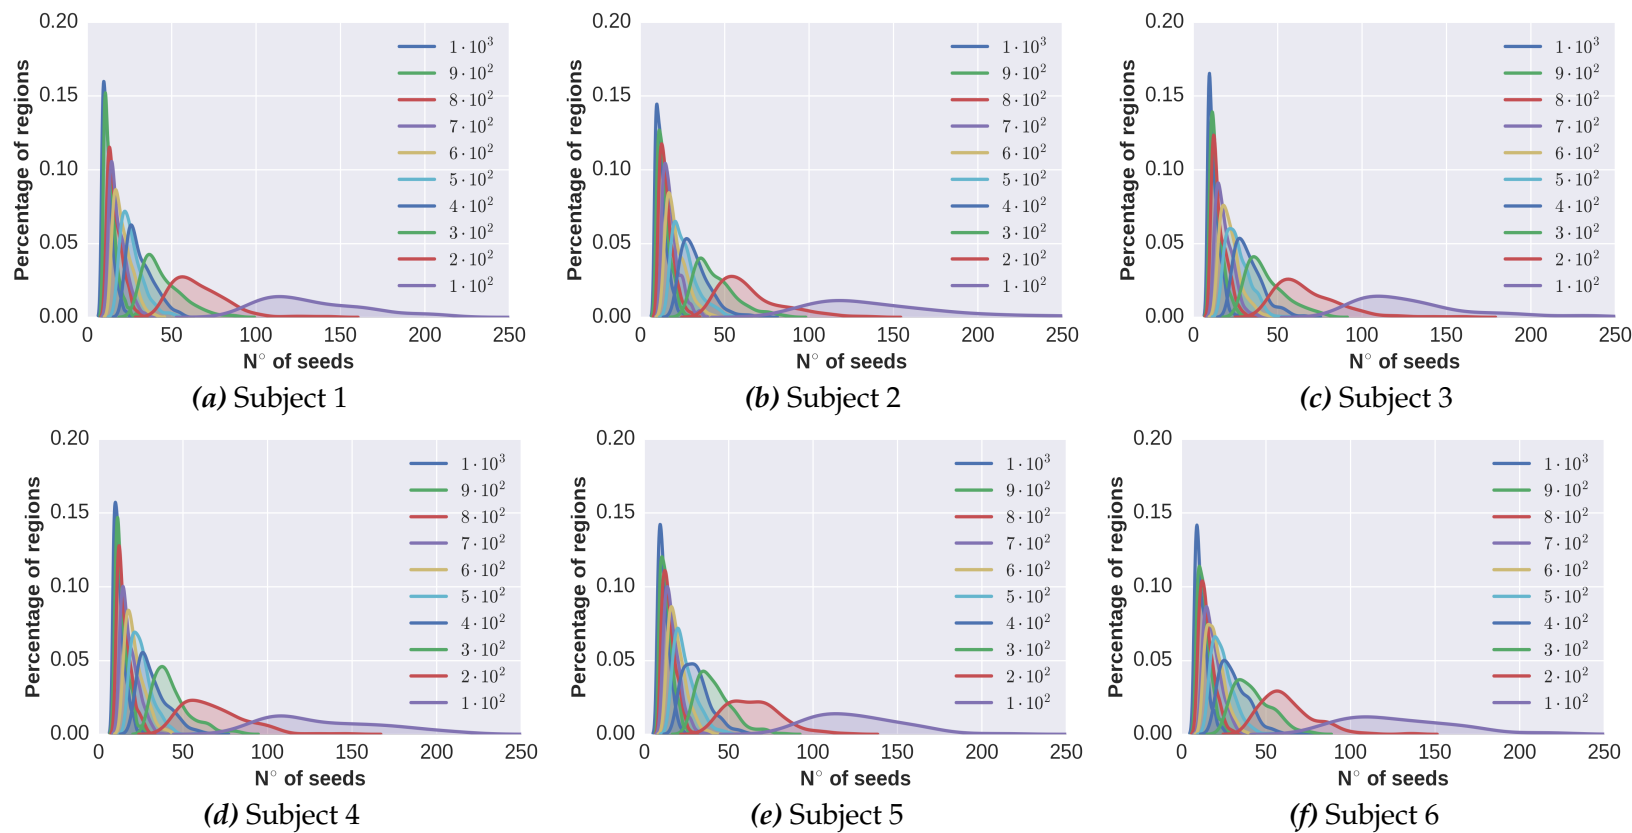 0.20
0.15
0.10
0.05
0.00
Percentage of regions
1 · 10³
9 · 10²
8 · 10²
7 · 10²
6 · 10²
5 · 10²
4 · 10²
3 · 10²
2 · 10²
1 · 10²
0 50 100 150 200 250
N° of seeds
(a) Subject 1
0.20
0.15
0.10
0.05
0.00
Percentage of regions
1 · 10³
9 · 10²
8 · 10²
7 · 10²
6 · 10²
5 · 10²
4 · 10²
3 · 10²
2 · 10²
1 · 10²
0 50 100 150 200 250
N° of seeds
(b) Subject 2
0.20
0.15
0.10
0.05
0.00
Percentage of regions
1 · 10³
9 · 10²
8 · 10²
7 · 10²
6 · 10²
5 · 10²
4 · 10²
3 · 10²
2 · 10²
1 · 10²
0 50 100 150 200 250
N° of seeds
(c) Subject 3
0.20
0.15
0.10
0.05
0.00
Percentage of regions
1 · 10³
9 · 10²
8 · 10²
7 · 10²
6 · 10²
5 · 10²
4 · 10²
3 · 10²
2 · 10²
1 · 10²
0 50 100 150 200 250
N° of seeds
(d) Subject 4
0.20
0.15
0.10
0.05
0.00
Percentage of regions
1 · 10³
9 · 10²
8 · 10²
7 · 10²
6 · 10²
5 · 10²
4 · 10²
3 · 10²
2 · 10²
1 · 10²
0 50 100 150 200 250
N° of seeds
(e) Subject 5
0.20
0.15
0.10
0.05
0.00
Percentage of regions
1 · 10³
9 · 10²
8 · 10²
7 · 10²
6 · 10²
5 · 10²
4 · 10²
3 · 10²
2 · 10²
1 · 10²
0 50 100 150 200 250
N° of seeds
(f) Subject 6